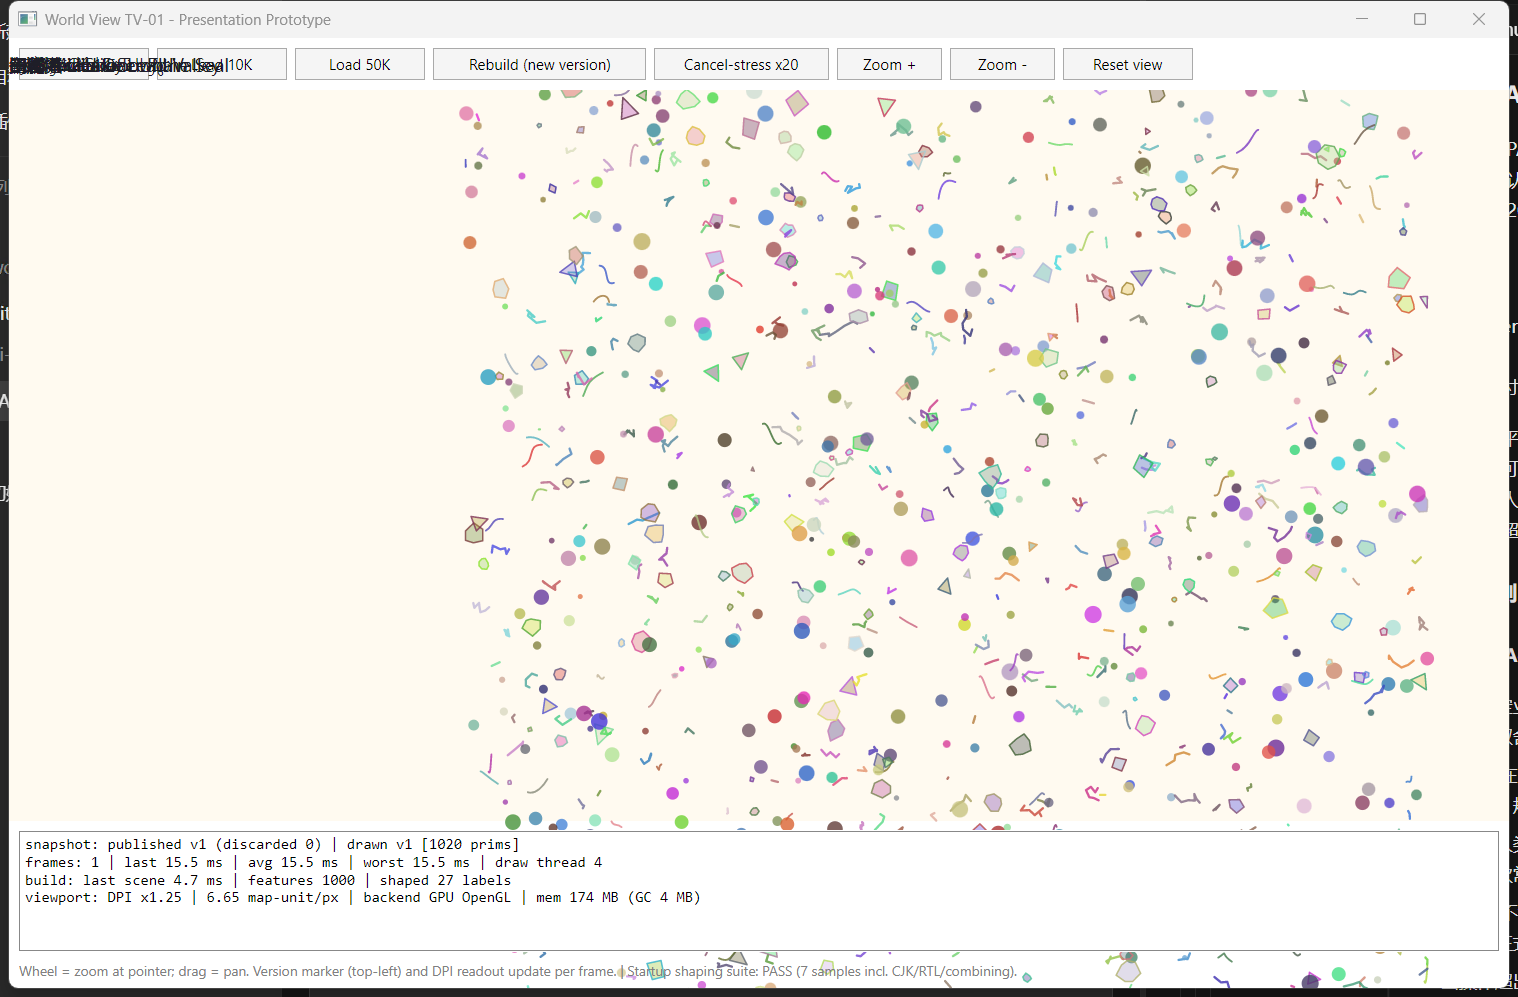 World View TV-01 - Presentation Prototype
10K
Load 50K
Rebuild (new version)
Cancel-stress x20
Zoom +
Zoom -
Reset view
snapshot: published v1 (discarded 0) | drawn v1 [1020 prims]
frames: 1 | last 15.5 ms | avg 15.5 ms | worst 15.5 ms | draw thread 4
build: last scene 4.7 ms | features 1000 | shaped 27 labels
viewport: DPI x1.25 | 6.65 map-unit/px | backend GPU OpenGL | mem 174 MB (GC 4 MB)
Wheel = zoom at pointer; drag = pan. Version marker (top-left) and DPI readout update per frame. | Startup shaping suite: PASS (7 samples incl. CJK/RTL/combining).